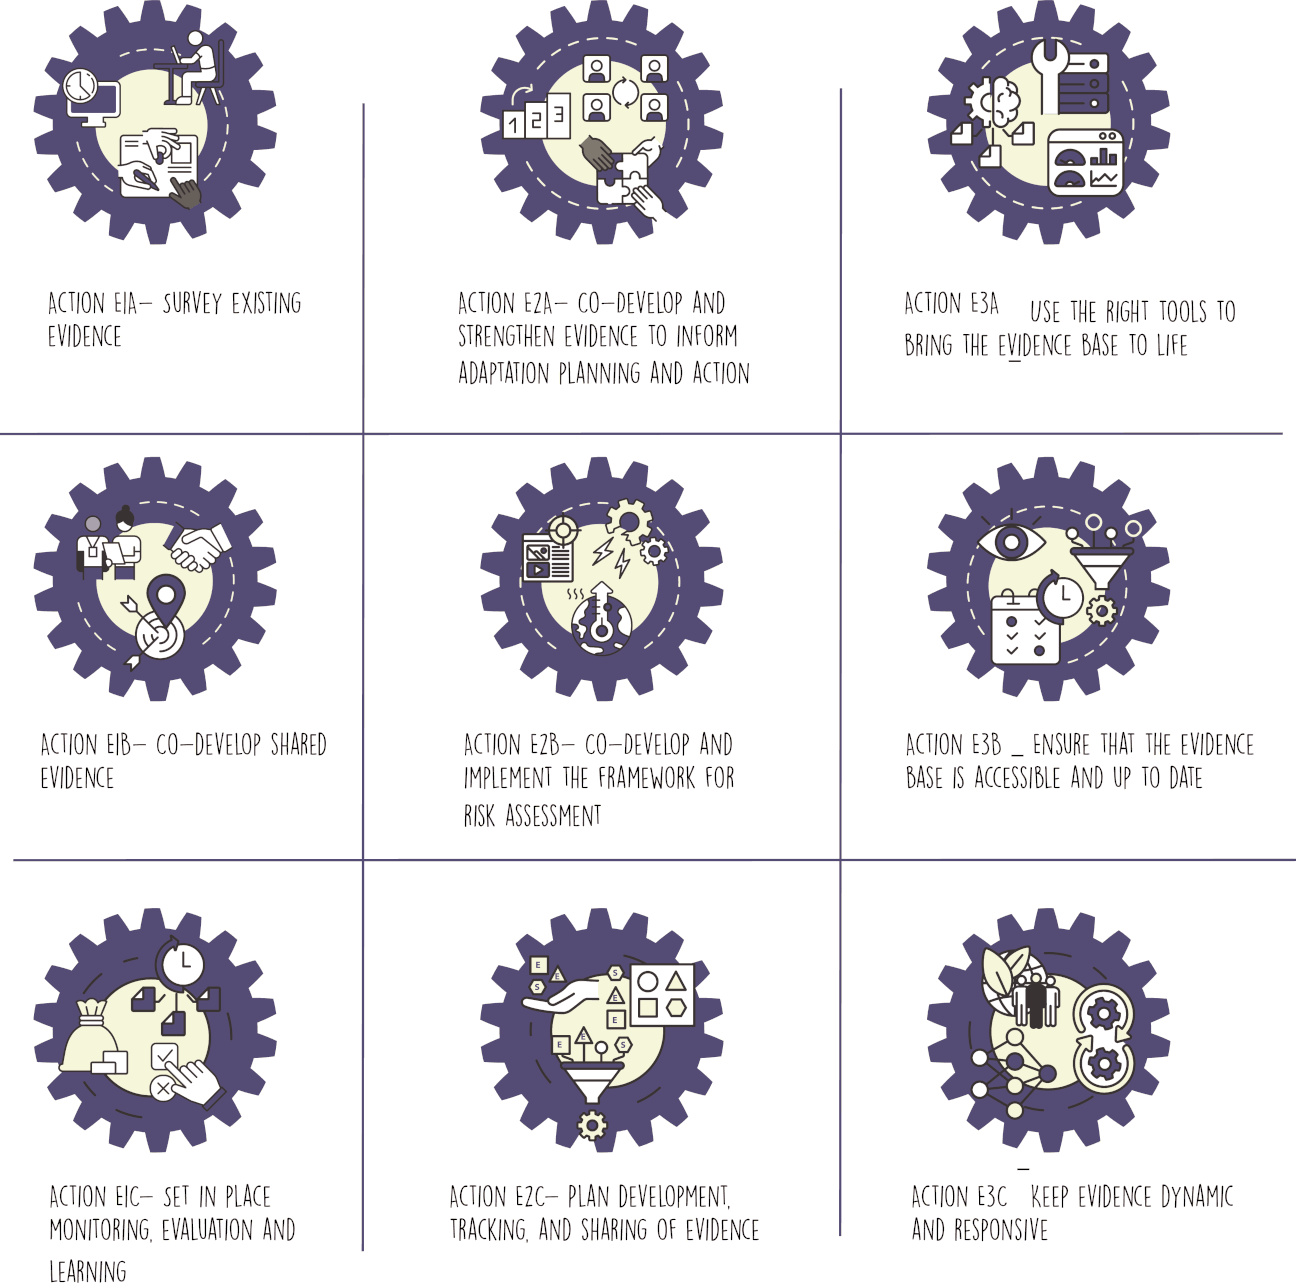 1 2 3
ACTION E1A– SURVEY EXISTING
EVIDENCE
ACTION E2A– CO–DEVELOP AND
STRENGTHEN EVIDENCE TO INFORM
ADAPTATION PLANNING AND ACTION
ACTION E3A USE THE RIGHT TOOLS TO
BRING THE EVIDENCE BASE TO LIFE
ACTION E1B– CO–DEVELOP SHARED
EVIDENCE
ACTION E2B– CO–DEVELOP AND
IMPLEMENT THE FRAMEWORK FOR
RISK ASSESSMENT
ACTION E3B _ ENSURE THAT THE EVIDENCE
BASE IS ACCESSIBLE AND UP TO DATE
E
E
S
S
E
E
E
E
S
ACTION E1C– SET IN PLACE
MONITORING, EVALUATION AND
LEARNING
ACTION E2C– PLAN DEVELOPMENT,
TRACKING, AND SHARING OF EVIDENCE
ACTION E3C _ KEEP EVIDENCE DYNAMIC
AND RESPONSIVE